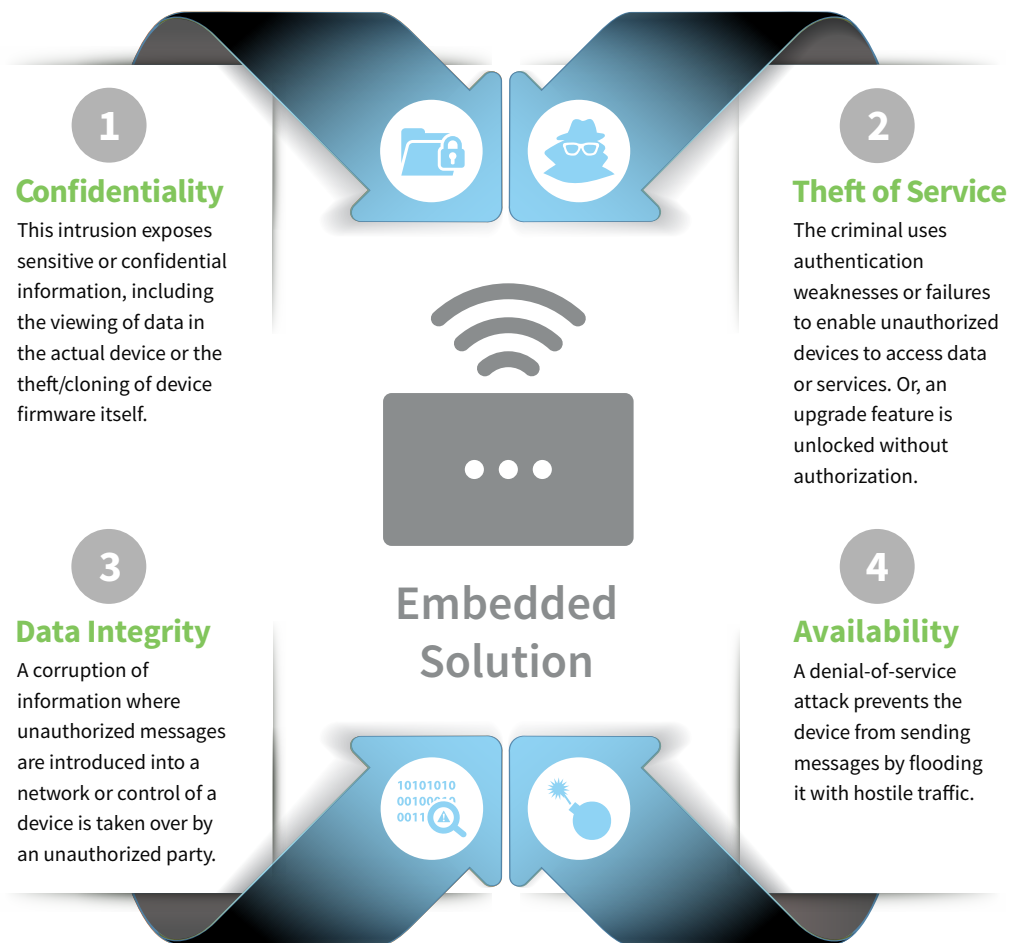 1
Confidentiality
This intrusion exposes
sensitive or confidential
information, including
the viewing of data in
the actual device or the
theft/cloning of device
firmware itself.
2
Theft of Service
The criminal uses
authentication
weaknesses or failures
to enable unauthorized
devices to access data
or services. Or, an
upgrade feature is
unlocked without
authorization.
Embedded
Solution
3
Data Integrity
A corruption of
information where
unauthorized messages
are introduced into a
network or control of a
device is taken over by
an unauthorized party.
10101010
0011
4
Availability
A denial-of-service
attack prevents the
device from sending
messages by flooding
it with hostile traffic.